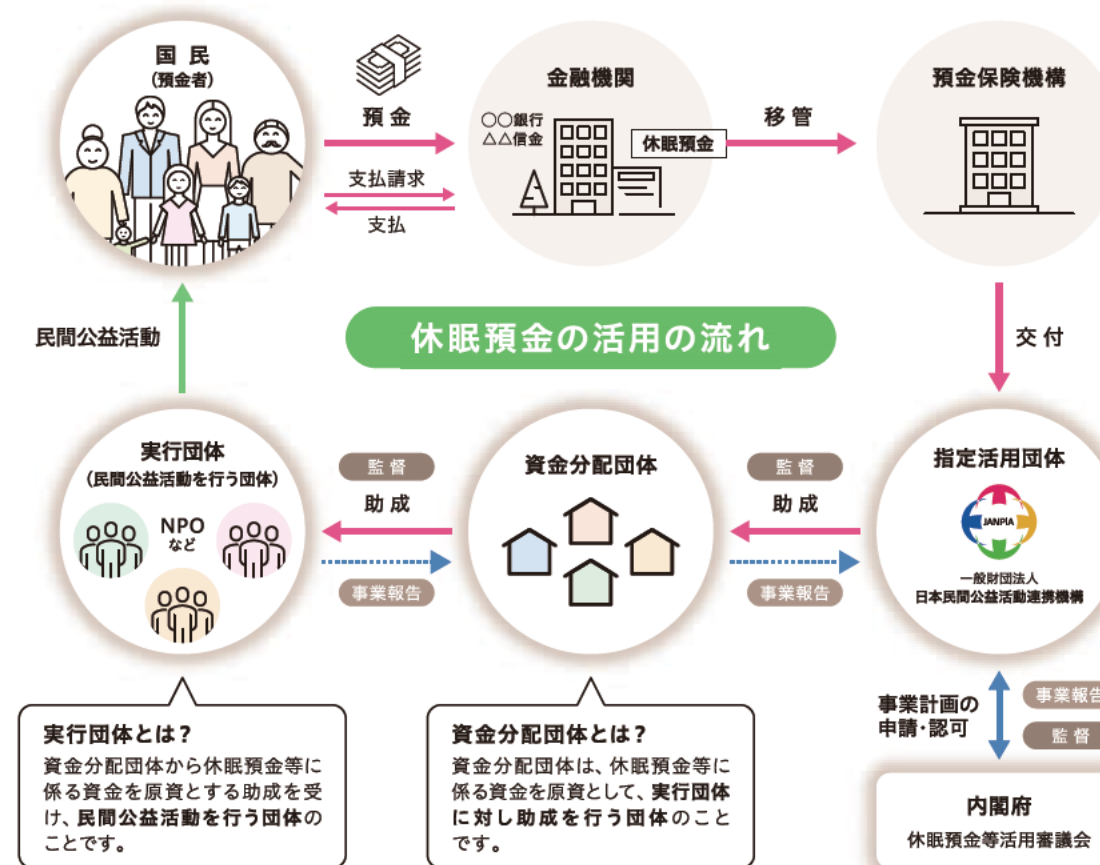 国 民
(預金者)
預 金
支払請求
支払
金融機関
〇〇銀行
△△信金
休眠預金
移 管
預金保険機構
民間公益活動
休眠預金の活用の流れ
交 付
実行団体
(民間公益活動を行う団体)
NPO
など
監 督
助 成
事業報告
資金分配団体
監 督
助 成
事業報告
指定活用団体
JANPIA
一般財団法人
日本民間公益活動連携機構
実行団体とは?
資金分配団体から休眠預金等に
係る資金を原資とする助成を受
け、民間公益活動を行う団体の
ことです。
資金分配団体とは?
資金分配団体は、休眠預金等に
係る資金を原資として、実行団体
に対し助成を行う団体のこと
です。
事業計画の
申請・認可
事業報告
監 督
内閣府
休眠預金等活用審議会